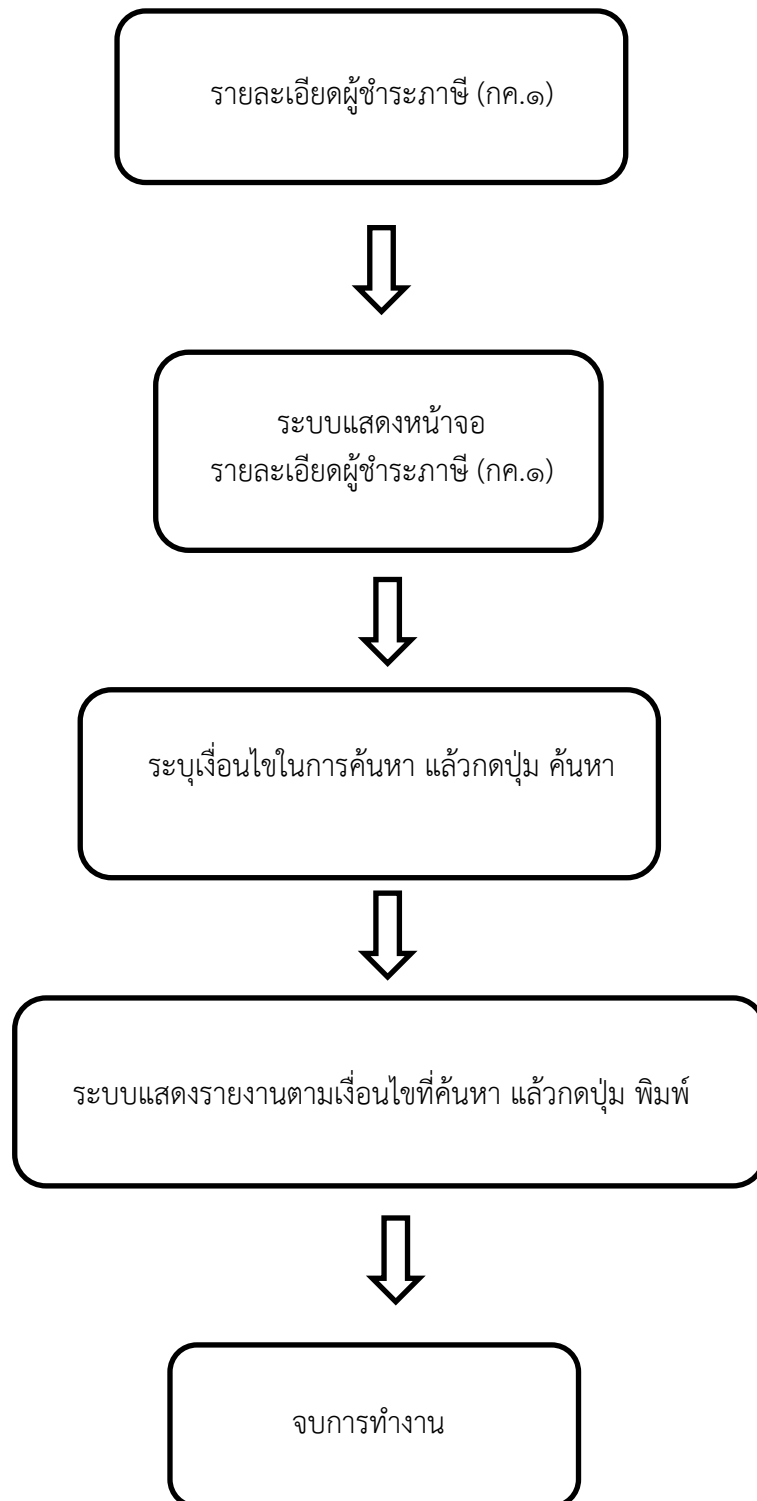 รายละเอียดผู้ชำระภาษี (กค.๑)
ระบบแสดงหน้าจอ
รายละเอียดผู้ชำระภาษี (กค.๑)
ระบุเงื่อนไขในการค้นหา แล้วกดปุ่ม ค้นหา
ระบบแสดงรายงานตามเงื่อนไขที่ค้นหา แล้วกดปุ่ม พิมพ์
จบการทำงาน